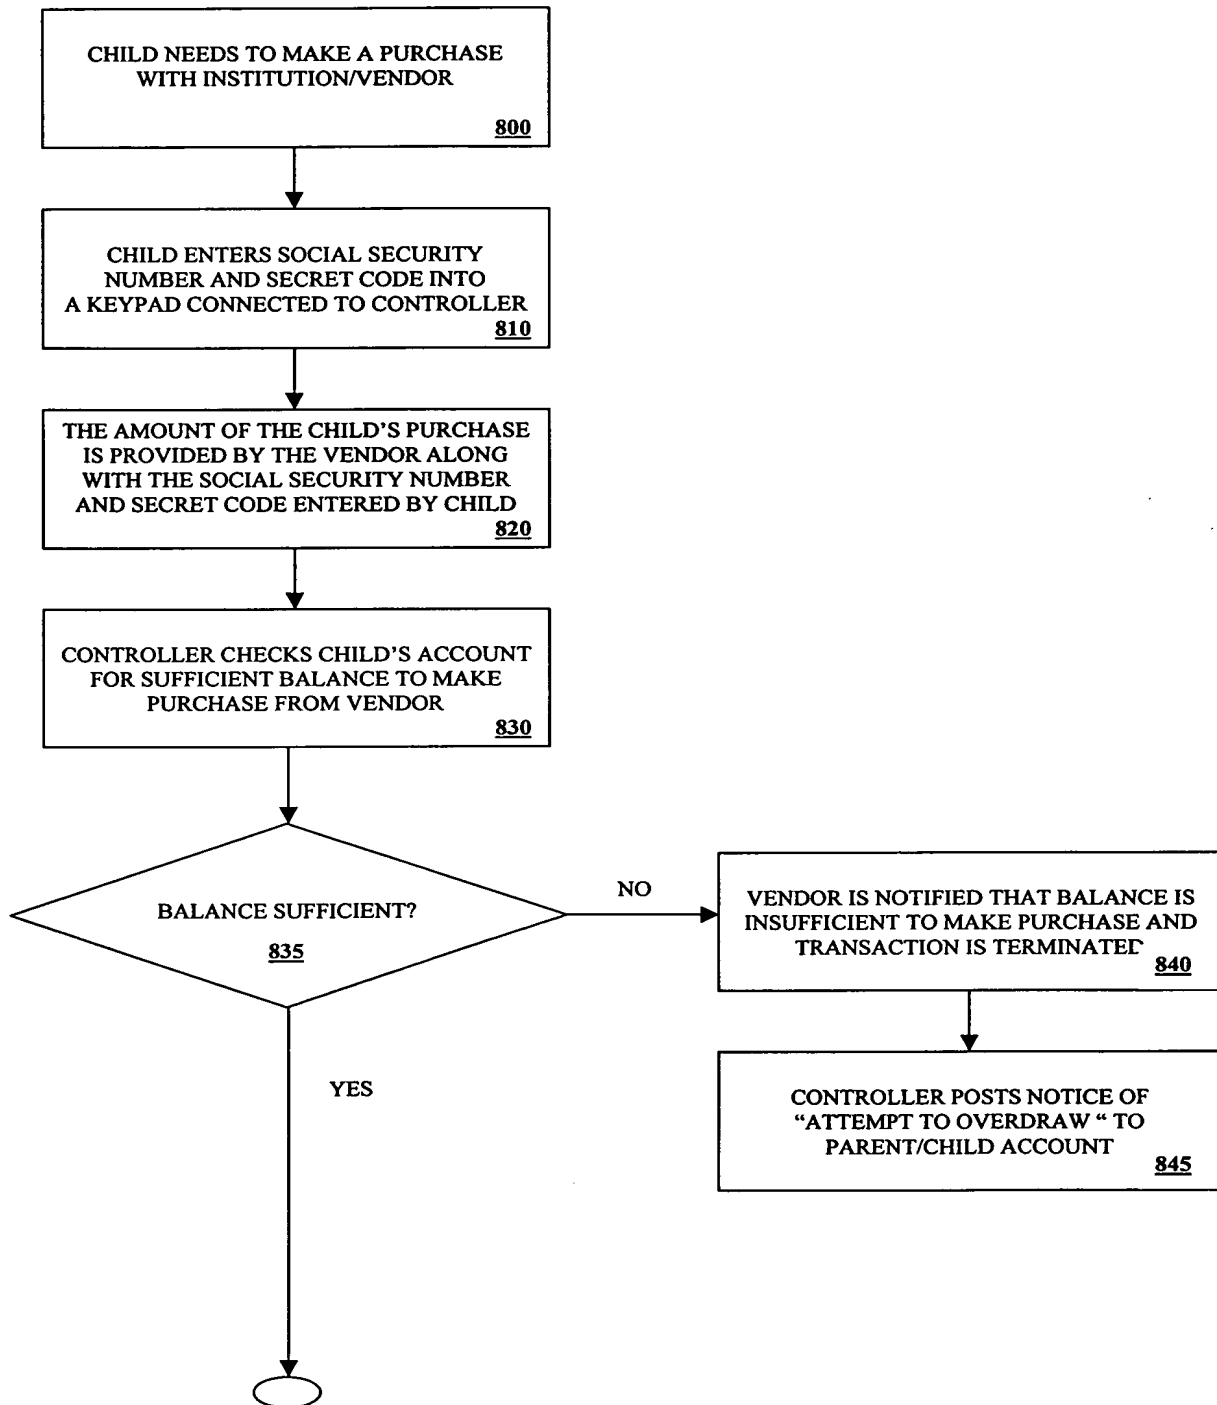 CHILD NEEDS TO MAKE A PURCHASE
WITH INSTITUTION/VENDOR
800
CHILD ENTERS SOCIAL SECURITY
NUMBER AND SECRET CODE INTO
A KEYPAD CONNECTED TO CONTROLLER
810
THE AMOUNT OF THE CHILD'S PURCHASE
IS PROVIDED BY THE VENDOR ALONG
WITH THE SOCIAL SECURITY NUMBER
AND SECRET CODE ENTERED BY CHILD
820
CONTROLLER CHECKS CHILD'S ACCOUNT
FOR SUFFICIENT BALANCE TO MAKE
PURCHASE FROM VENDOR
830
BALANCE SUFFICIENT?
835
NO
VENDOR IS NOTIFIED THAT BALANCE IS
INSUFFICIENT TO MAKE PURCHASE AND
TRANSACTION IS TERMINATED
840
YES
CONTROLLER POSTS NOTICE OF
“ATTEMPT TO OVERDRAW “ TO
PARENT/CHILD ACCOUNT
845